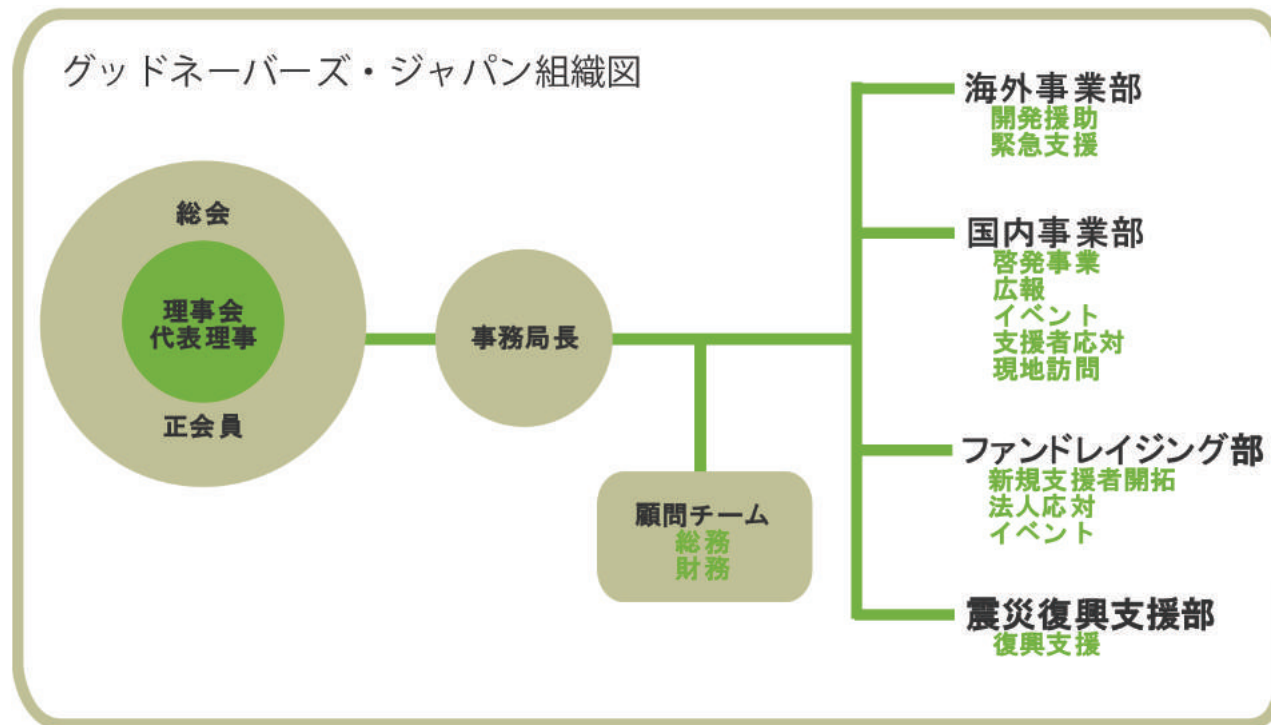 グッドネーバーズ・ジャパン組織図
総会
理事会
代表理事
正会員
事務局長
顧問チーム
総務
財務
海外事業部
開発援助
緊急支援
国内事業部
啓発事業
広報
イベント
支援者応対
現地訪問
ファンドレイジング部
新規支援者開拓
法人応対
イベント
震災復興支援部
復興支援